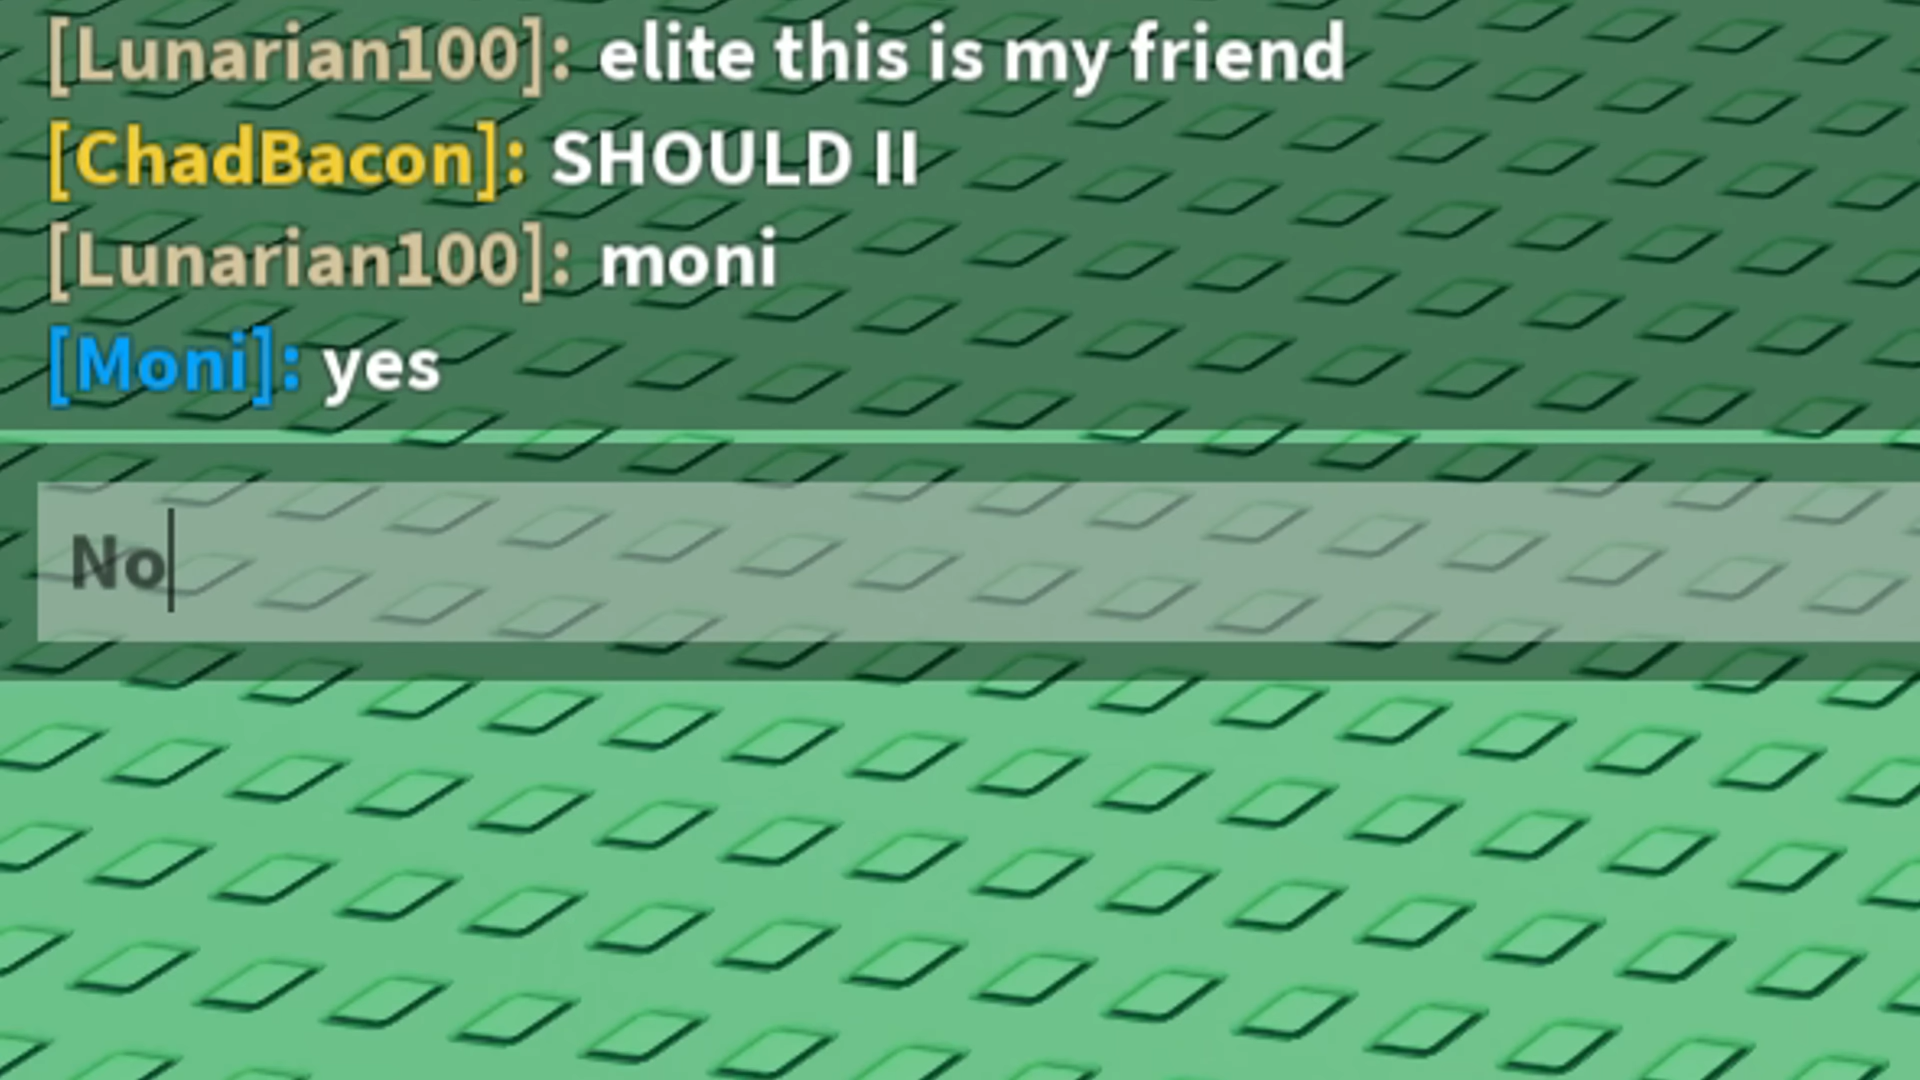 [Lunarian100]: elite this is my friend
[ChadBacon]: SHOULD II
[Lunarian100]: moni
[Moni]: yes
No